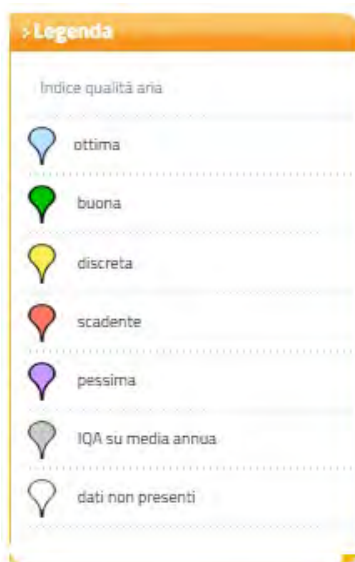 > Legenda
Indice qualità aria
ottima
buona
discreta
scadente
pessima
IQA su media annua
dati non presenti